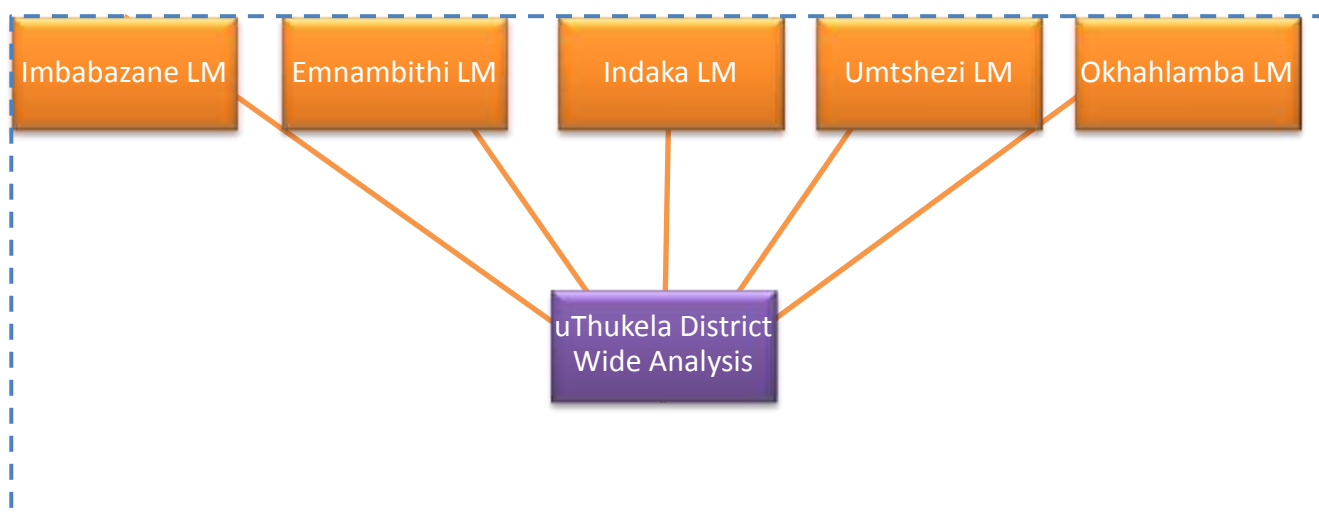 Imbabazane LM
Emnambithi LM
Indaka LM
Umtshezi LM
Okhahlamba LM
uThukela District
Wide Analysis